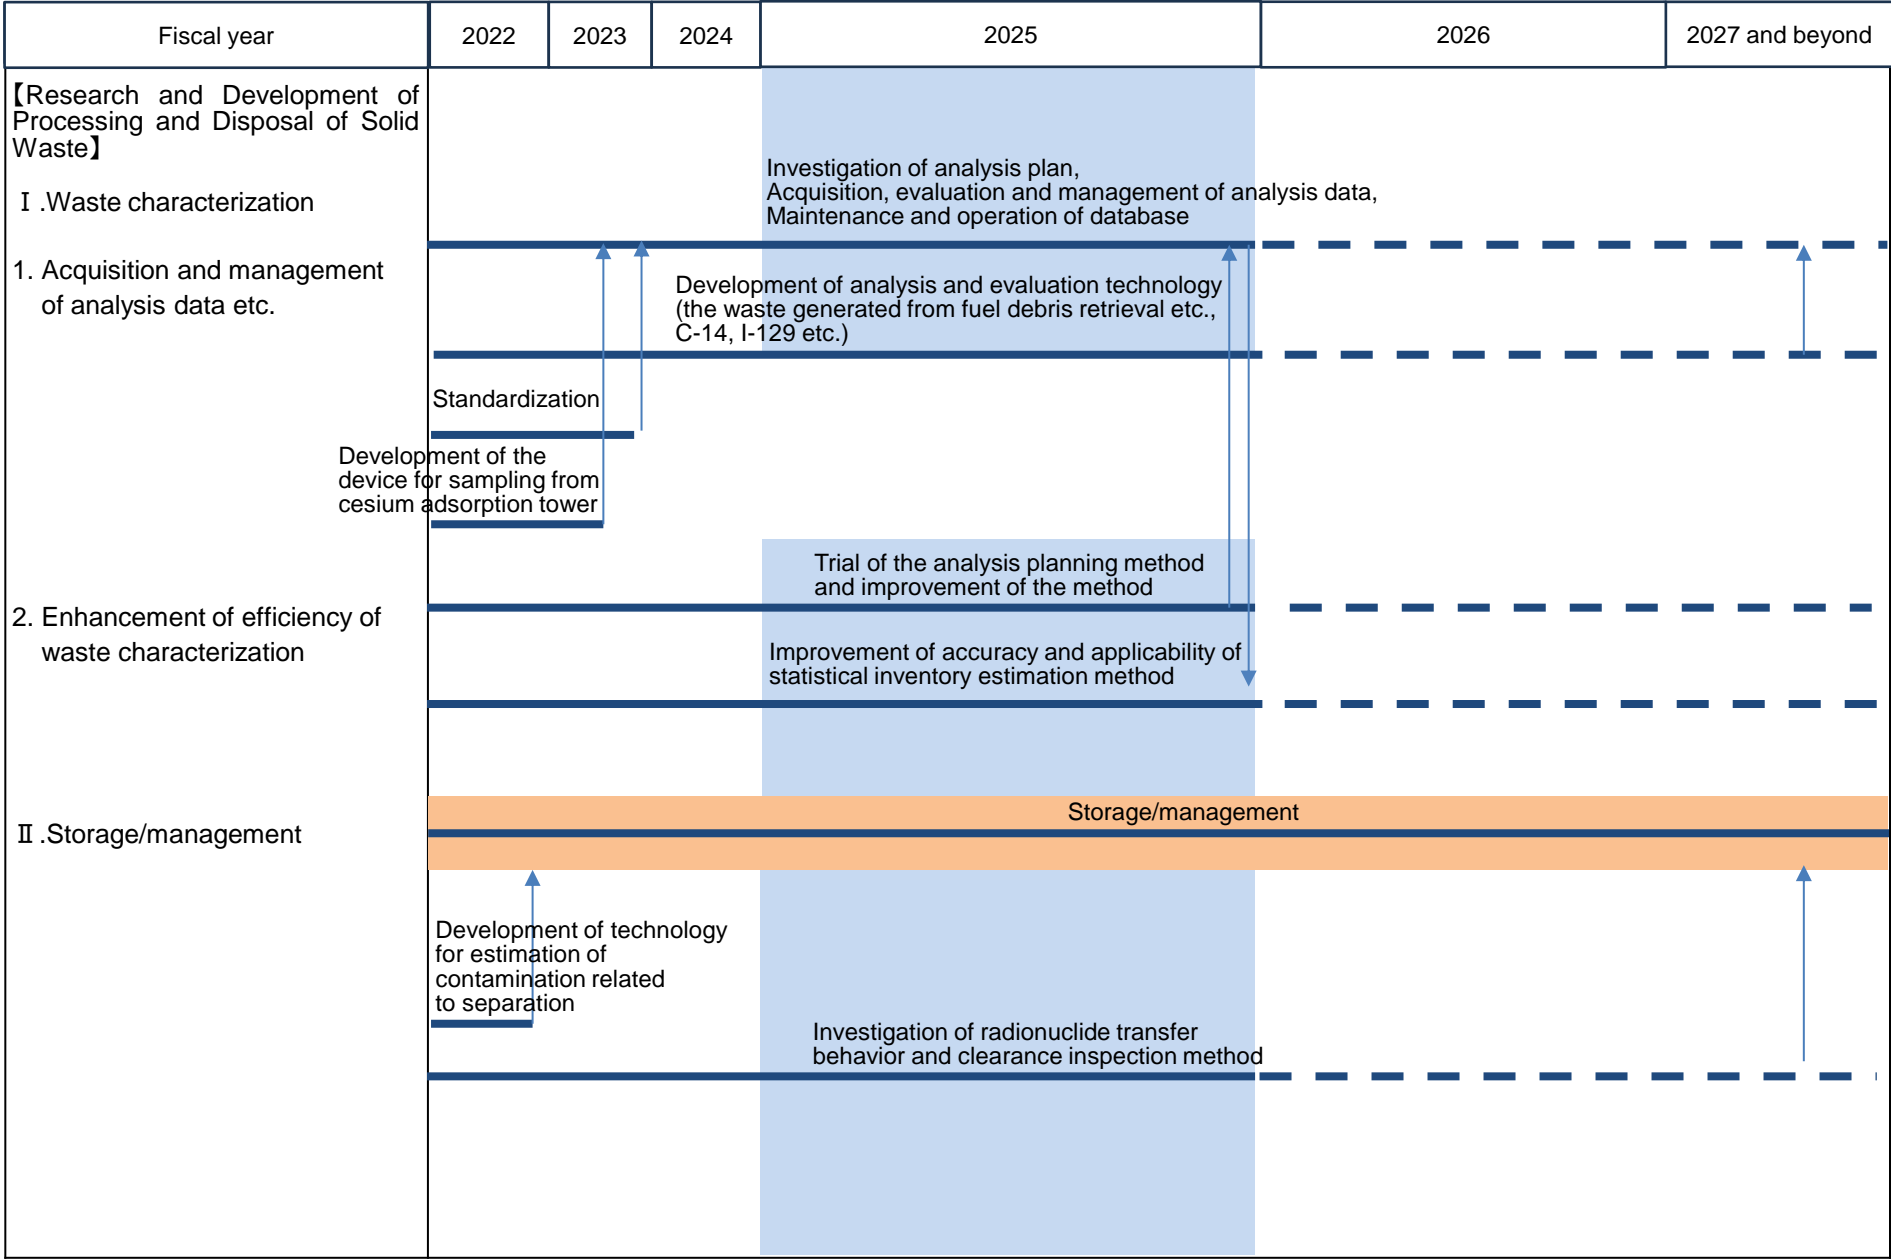 Fiscal year
2022
2023
2024
2025
2026
2027 and beyond
【Research and Development of
Processing and Disposal of Solid
Waste】
Ⅰ.Waste characterization
Investigation of analysis plan,
Acquisition, evaluation and management of analysis data,
Maintenance and operation of database
1. Acquisition and management
of analysis data etc.
Development of analysis and evaluation technology
(the waste generated from fuel debris retrieval etc.,
C-14, I-129 etc.)
Standardization
Development of the
device for sampling from
cesium adsorption tower
2. Enhancement of efficiency of
waste characterization
Trial of the analysis planning method
and improvement of the method
Improvement of accuracy and applicability of
statistical inventory estimation method
Ⅱ.Storage/management
Storage/management
Development of technology
for estimation of
contamination related
to separation
Investigation of radionuclide transfer
behavior and clearance inspection method